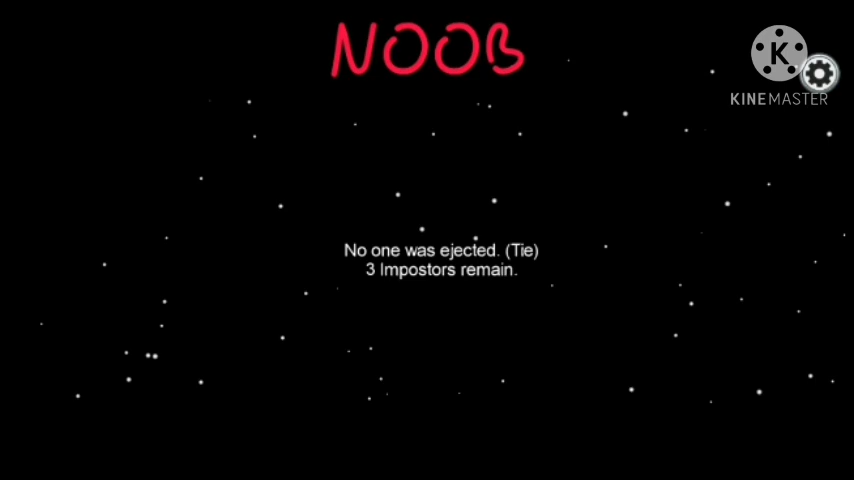 NOOB
K
KINEMASTER
No one was ejected. (Tie)
3 Impostors remain.